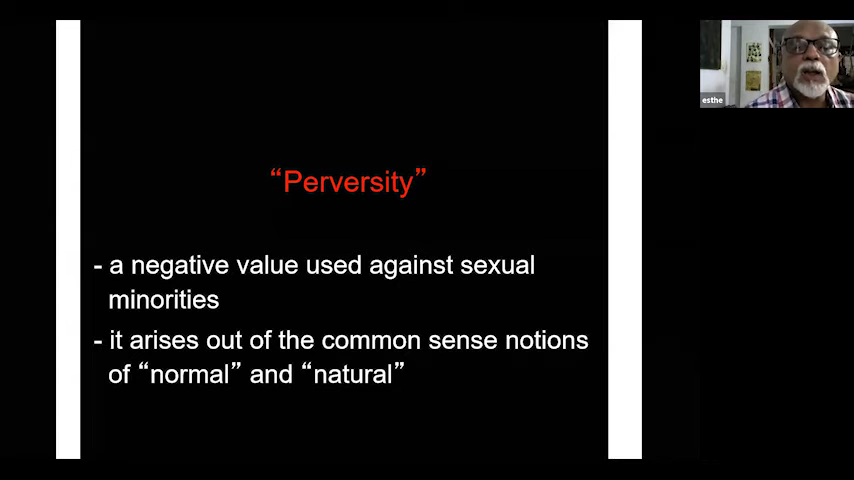 esthe
“Perversity”
- a negative value used against sexual
minorities
- it arises out of the common sense notions
of “normal” and “natural”